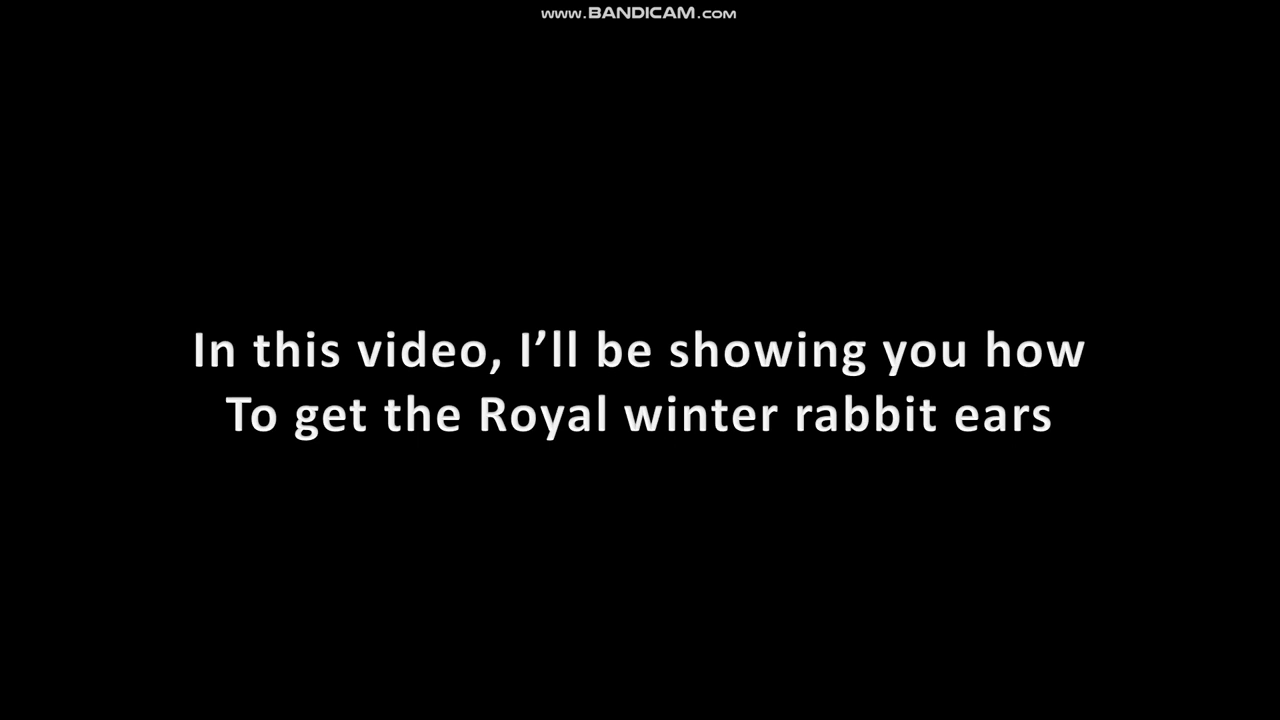 www.BANDICAM.com
In this video, I’ll be showing you how
To get the Royal winter rabbit ears